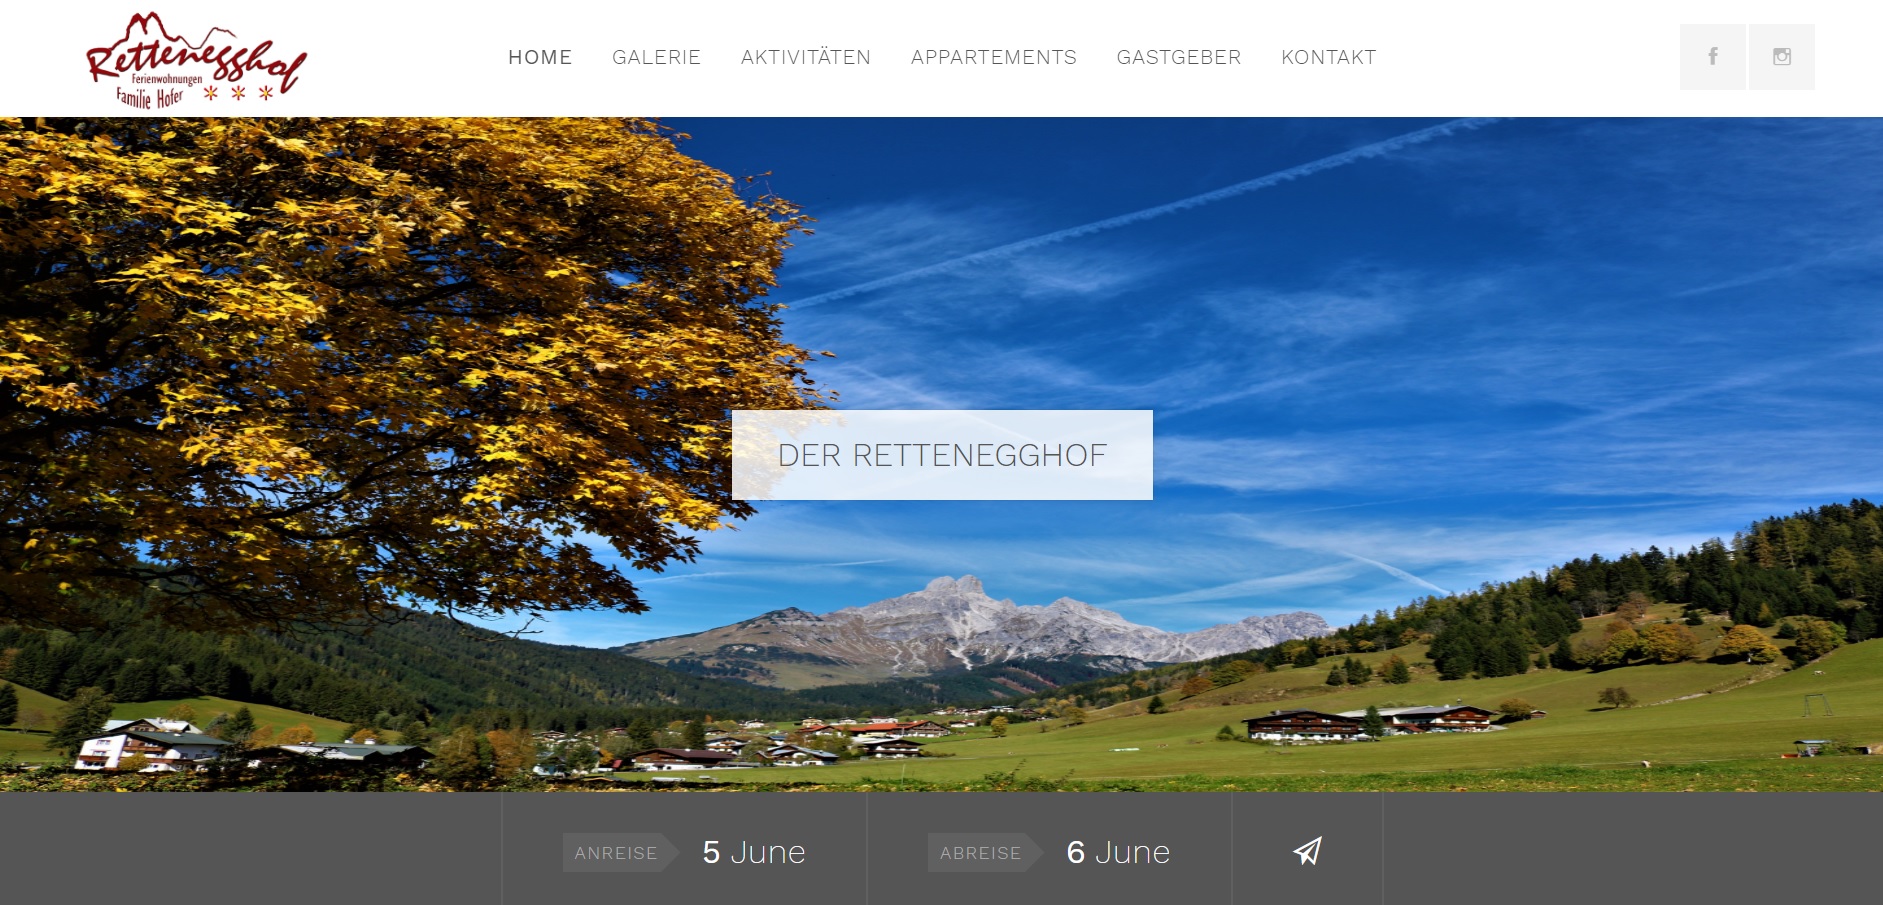 Rettenegghof
Ferienwohnungen
Familie Hofer
HOME GALERIE AKTIVITÄTEN APPARTEMENTS GASTGEBER KONTAKT
DER RETTENEGGHOF
ANREISE 5 June ABREISE 6 June